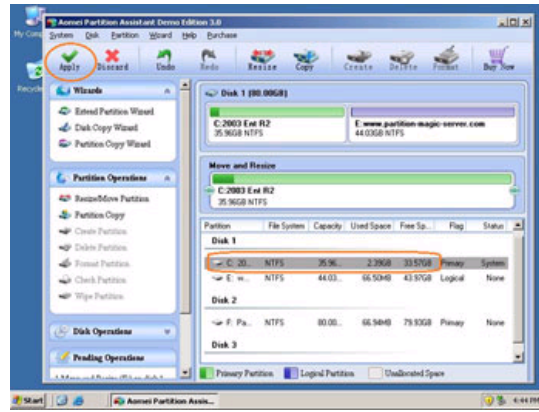 Aomei Partition Assistant Demo Edition 3.0
My Comp
System Disk Partition Wizard Help Purchase
Apply Discard Undo Redo Resize Copy Create Delete Format Buy Now
Recycle
Wizards
Extend Partition Wizard
Disk Copy Wizard
Partition Copy Wizard
Partition Operations
Resize/Move Partition
Partition Copy
Create Partition
Delete Partition
Format Partition
Check Partition
Wipe Partition
Disk Operations
Pending Operations
Disk 1 (80.00GB)
C:2003 Ent R2
35.96GB NTFS
E:www.partition-magic-server.com
44.03GB NTFS
Move and Resize
C:2003 Ent R2
35.96GB NTFS
Partition File System Capacity Used Space Free Sp... Flag Status
Disk 1
C: 20... NTFS 35.96... 2.39GB 33.57GB Primary System
E: w... NTFS 44.03... 66.50MB 43.97GB Logical None
Disk 2
F: Pa... NTFS 80.00... 66.94MB 79.93GB Primary None
Disk 3
Primary Partition Logical Partition Unallocated Space
Start Aomei Partition Assis... 4:44 PM